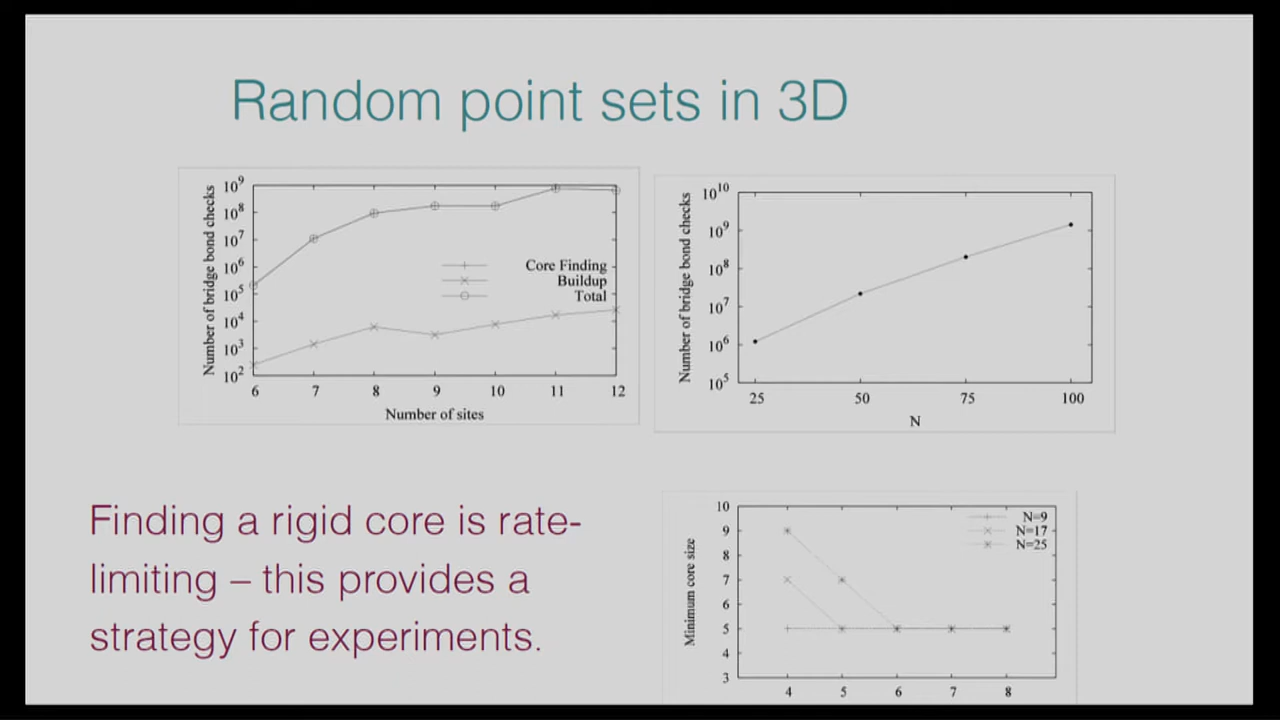 Random point sets in 3D
Number of bridge bond checks
10^9
10^8
10^7
10^6
10^5
10^4
10^3
10^2
Core Finding
Buildup
Total
6 7 8 9 10 11 12
Number of sites
Number of bridge bond checks
10^10
10^9
10^8
10^7
10^6
10^5
25 50 75 100
N
Finding a rigid core is rate-
limiting – this provides a
strategy for experiments.
Minimum core size
10
9
8
7
6
5
4
3
N=9
N=17
N=25
4 5 6 7 8